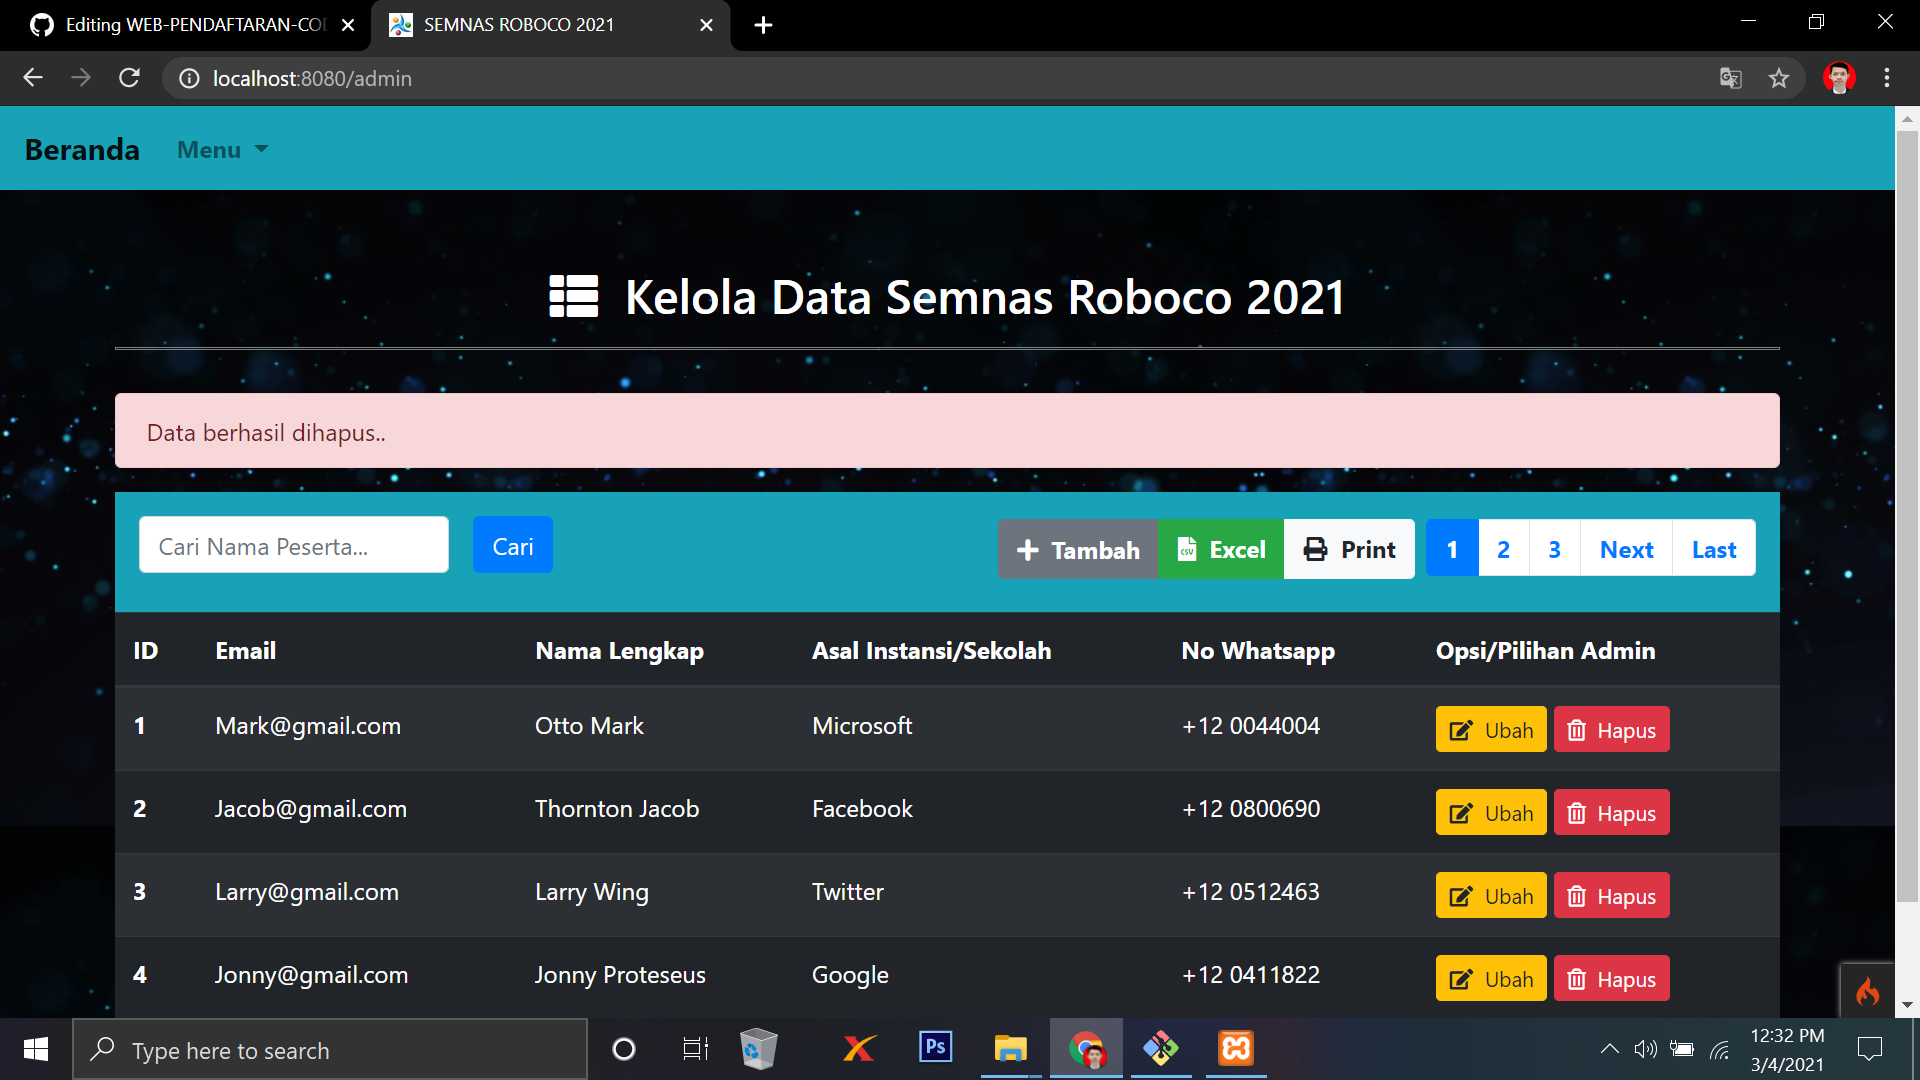 Editing WEB-PENDAFTARAN-COD
SEMNAS ROBOCO 2021
localhost:8080/admin
Beranda Menu
Kelola Data Semnas Roboco 2021
Data berhasil dihapus..
Cari Nama Peserta... Cari Tambah Excel Print 1 2 3 Next Last
ID Email Nama Lengkap Asal Instansi/Sekolah No Whatsapp Opsi/Pilihan Admin
1 Mark@gmail.com Otto Mark Microsoft +12 0044004 Ubah Hapus
2 Jacob@gmail.com Thornton Jacob Facebook +12 0800690 Ubah Hapus
3 Larry@gmail.com Larry Wing Twitter +12 0512463 Ubah Hapus
4 Jonny@gmail.com Jonny Proteseus Google +12 0411822 Ubah Hapus
Type here to search
Ps
12:32 PM
3/4/2021